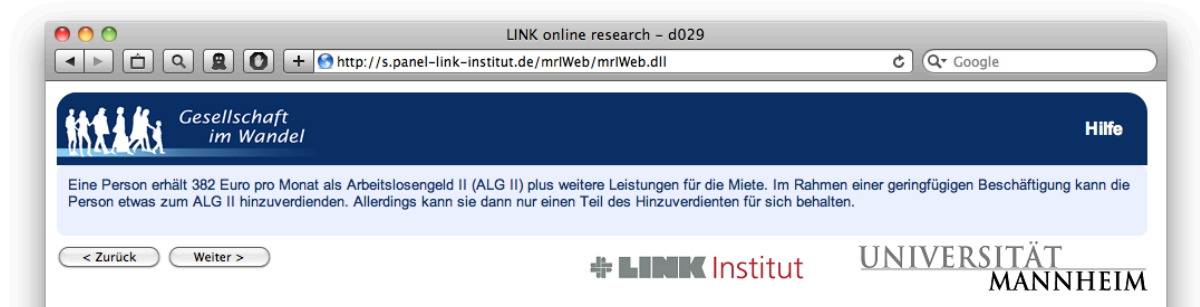 LINK online research – d029
http://s.panel-link-institut.de/mrlWeb/mrlWeb.dll
Google
Gesellschaft
im Wandel
Hilfe
Eine Person erhält 382 Euro pro Monat als Arbeitslosengeld II (ALG II) plus weitere Leistungen für die Miete. Im Rahmen einer geringfügigen Beschäftigung kann die
Person etwas zum ALG II hinzuverdienden. Allerdings kann sie dann nur einen Teil des Hinzuverdienten für sich behalten.
< Zurück
Weiter >
LINK Institut
UNIVERSITÄT
MANNHEIM